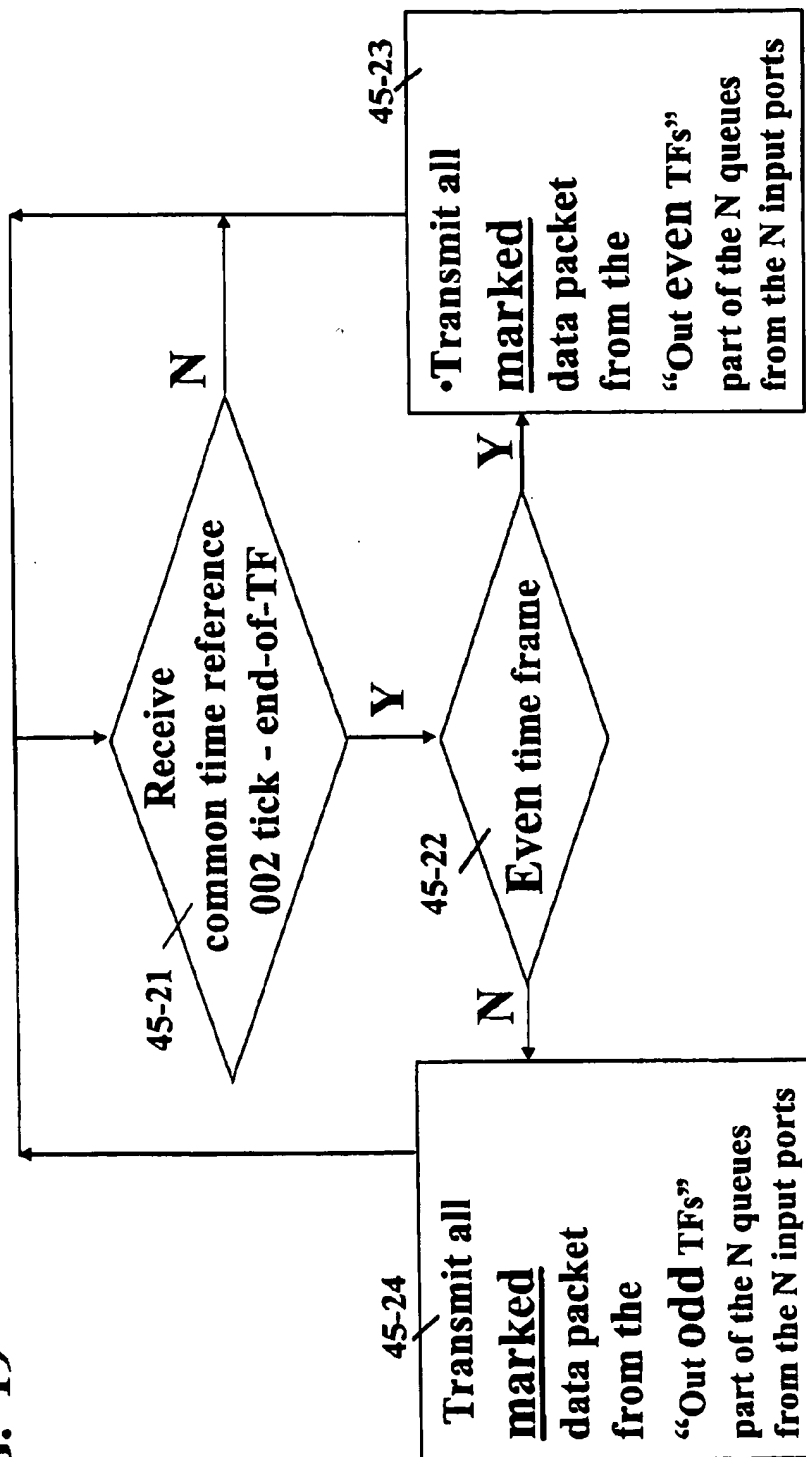 45-21
Receive
common time reference
002 tick - end-of-TF
N
Y
45-22
Even time frame
N
Y
45-24
Transmit all
marked
data packet
from the
“Out odd TFs”
part of the N queues
from the N input ports
45-23
•Transmit all
marked
data packet
from the
“Out even TFs”
part of the N queues
from the N input ports